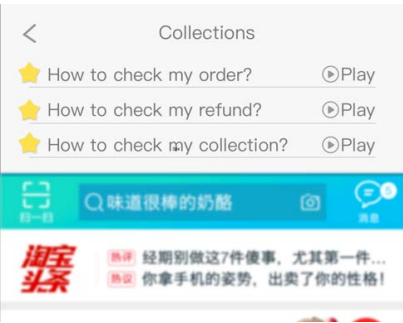 Collections
How to check my order? Play
How to check my refund? Play
How to check my collection? Play
扫一扫
味道很棒的奶酪
5
消息
淘宝
头条
热评 经期别做这7件傻事，尤其第一件...
热议 你拿手机的姿势，出卖了你的性格!